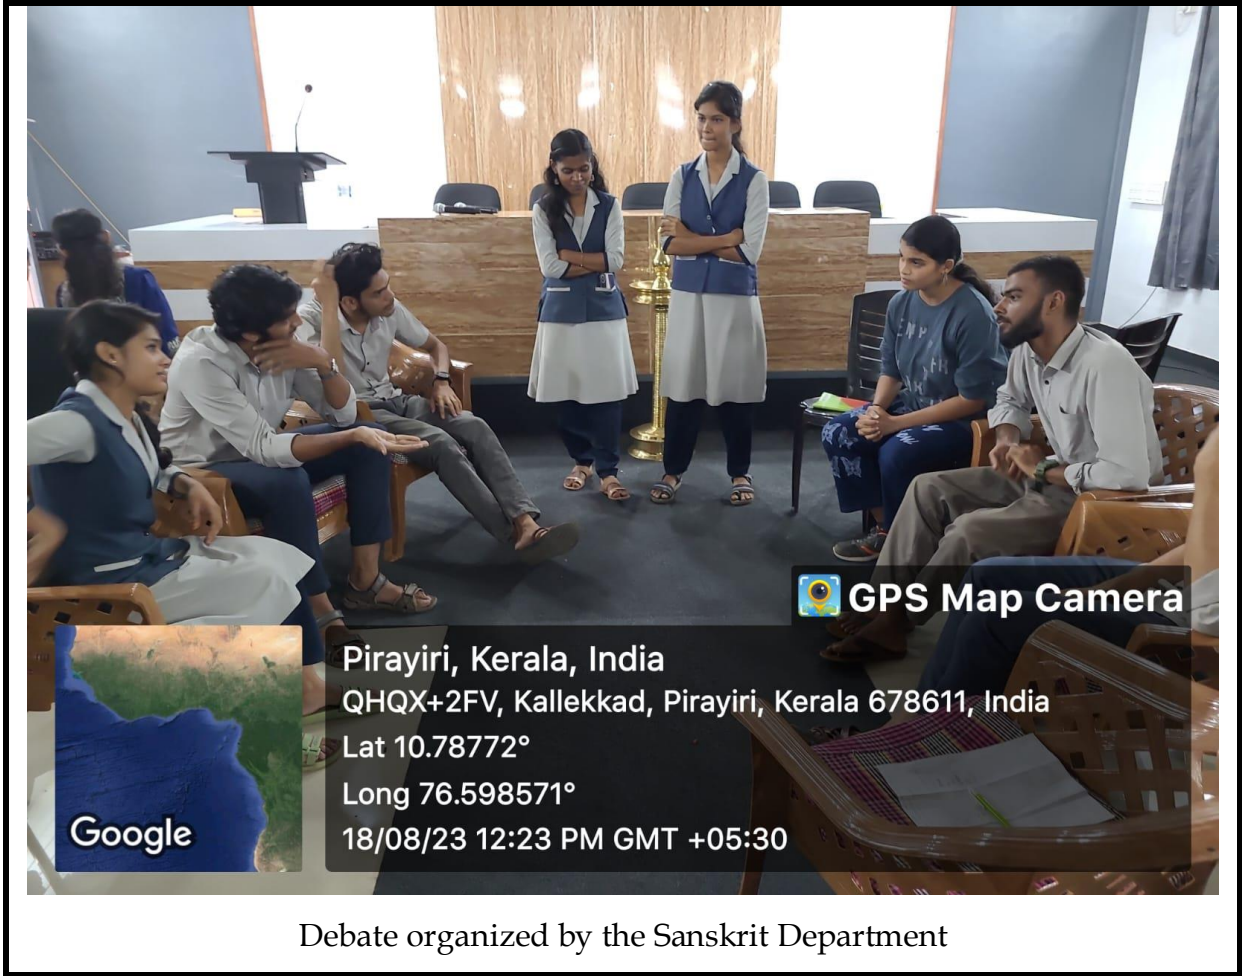 GPS Map Camera
Pirayiri, Kerala, India
QHQX+2FV, Kallekkad, Pirayiri, Kerala 678611, India
Lat 10.78772°
Long 76.598571°
18/08/23 12:23 PM GMT +05:30
Google
Debate organized by the Sanskrit Department